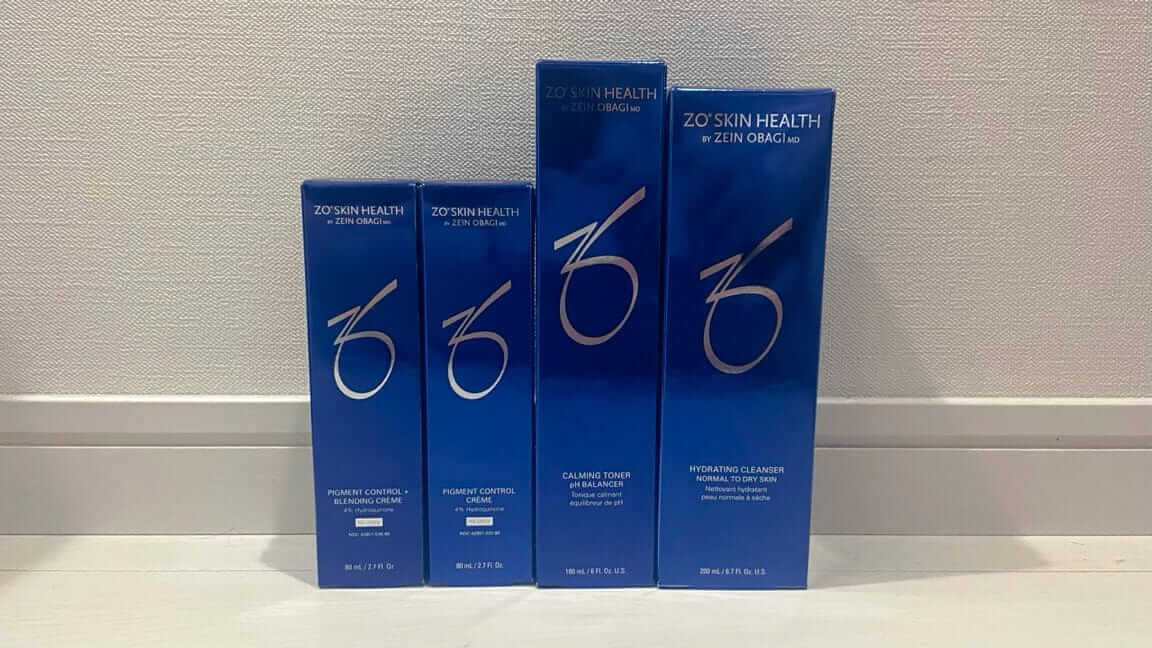 ZO® SKIN HEALTH
BY ZEIN OBAGI MD
PIGMENT CONTROL +
BLENDING CRÈME
4% Hydroquinone
80 mL / 2.7 Fl. Oz
ZO® SKIN HEALTH
BY ZEIN OBAGI MD
PIGMENT CONTROL
CRÈME
4% Hydroquinone
80 mL / 2.7 Fl. Oz.
ZO® SKIN HEALTH
BY ZEIN OBAGI MD
CALMING TONER
pH BALANCER
Tonique calmant
équilibreur de pH
180 mL / 6 Fl. Oz. U.S.
ZO® SKIN HEALTH
BY ZEIN OBAGI MD
HYDRATING CLEANSER
NORMAL TO DRY SKIN
Nettoyant hydratant
peau normale à sèche
200 mL / 6.7 Fl. Oz. U.S.